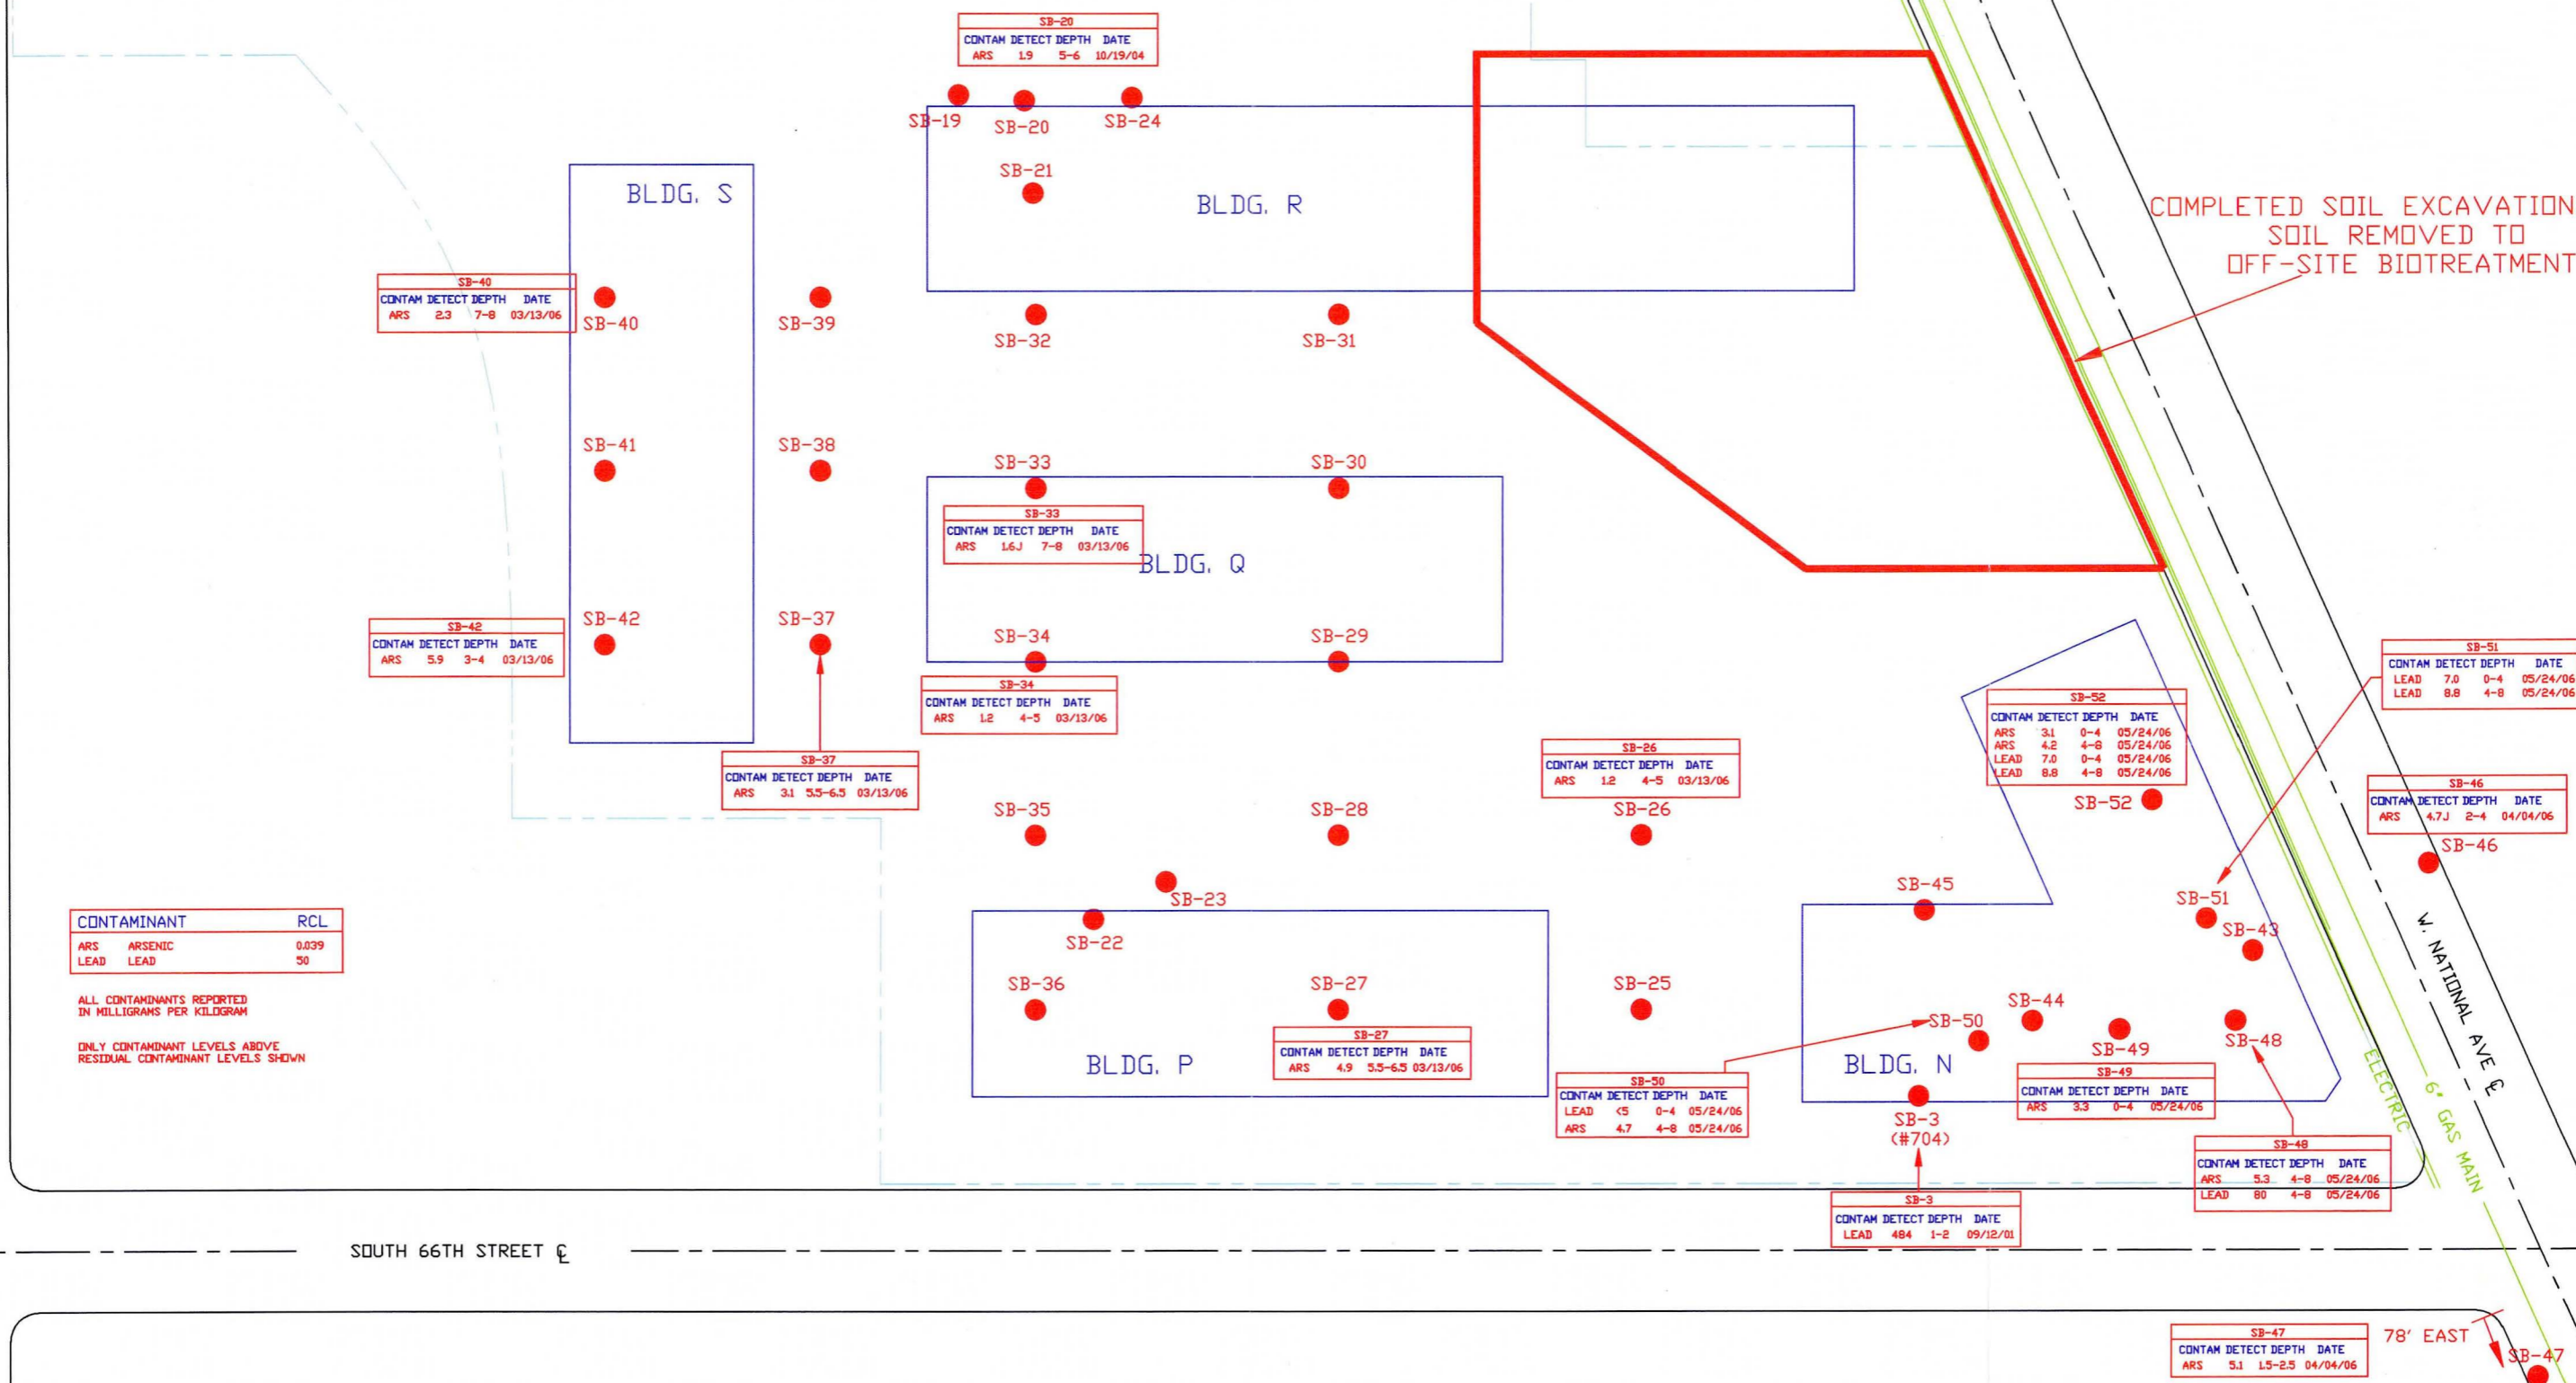 SB-20
CONTAM DETECT DEPTH DATE
ARS 1.9 5-6 10/19/04
SB-19
SB-20
SB-24
SB-21
BLDG. S
BLDG. R
COMPLETED SOIL EXCAVATION
SOIL REMOVED TO
OFF-SITE BIOTREATMENT
SB-40
CONTAM DETECT DEPTH DATE
ARS 2.3 7-8 03/13/06
SB-40
SB-39
SB-32
SB-31
SB-41
SB-38
SB-33
SB-30
SB-33
CONTAM DETECT DEPTH DATE
ARS 1.6J 7-8 03/13/06
BLDG. Q
SB-42
CONTAM DETECT DEPTH DATE
ARS 5.9 3-4 03/13/06
SB-42
SB-37
SB-34
SB-29
SB-34
CONTAM DETECT DEPTH DATE
ARS 1.2 4-5 03/13/06
SB-37
CONTAM DETECT DEPTH DATE
ARS 3.1 5.5-6.5 03/13/06
SB-26
CONTAM DETECT DEPTH DATE
ARS 1.2 4-5 03/13/06
SB-52
CONTAM DETECT DEPTH DATE
ARS 3.1 0-4 05/24/06
ARS 4.2 4-8 05/24/06
LEAD 7.0 0-4 05/24/06
LEAD 8.8 4-8 05/24/06
SB-51
CONTAM DETECT DEPTH DATE
LEAD 7.0 0-4 05/24/06
LEAD 8.8 4-8 05/24/06
SB-46
CONTAM DETECT DEPTH DATE
ARS 4.7J 2-4 04/04/06
SB-35
SB-28
SB-26
SB-52
SB-46
SB-23
SB-45
SB-51
SB-22
SB-43
CONTAMINANT RCL
ARS ARSENIC 0.039
LEAD LEAD 50
ALL CONTAMINANTS REPORTED
IN MILLIGRAMS PER KILOGRAM
ONLY CONTAMINANT LEVELS ABOVE
RESIDUAL CONTAMINANT LEVELS SHOWN
SB-36
SB-27
SB-25
SB-50
SB-44
SB-49
SB-48
BLDG. P
SB-27
CONTAM DETECT DEPTH DATE
ARS 4.9 5.5-6.5 03/13/06
BLDG. N
SB-50
CONTAM DETECT DEPTH DATE
LEAD <5 0-4 05/24/06
ARS 4.7 4-8 05/24/06
SB-49
CONTAM DETECT DEPTH DATE
ARS 3.3 0-4 05/24/06
SB-3
(#704)
SB-48
CONTAM DETECT DEPTH DATE
ARS 5.3 4-8 05/24/06
LEAD 80 4-8 05/24/06
SB-3
CONTAM DETECT DEPTH DATE
LEAD 484 1-2 09/12/01
W. NATIONAL AVE ℄
ELECTRIC
6" GAS MAIN
SOUTH 66TH STREET ℄
SB-47
CONTAM DETECT DEPTH DATE
ARS 5.1 1.5-2.5 04/04/06
78' EAST
SB-47